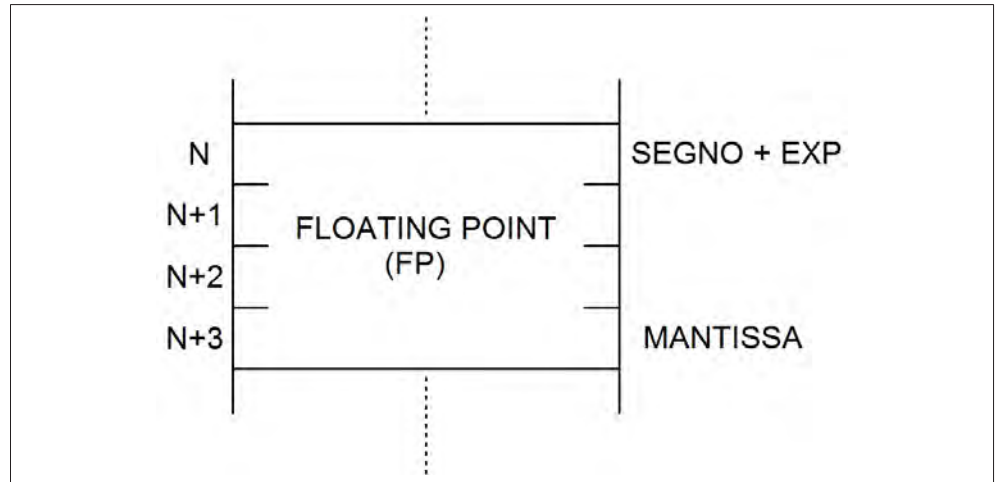 N SEGNO + EXP
N+1
FLOATING POINT
(FP)
N+2
N+3 MANTISSA